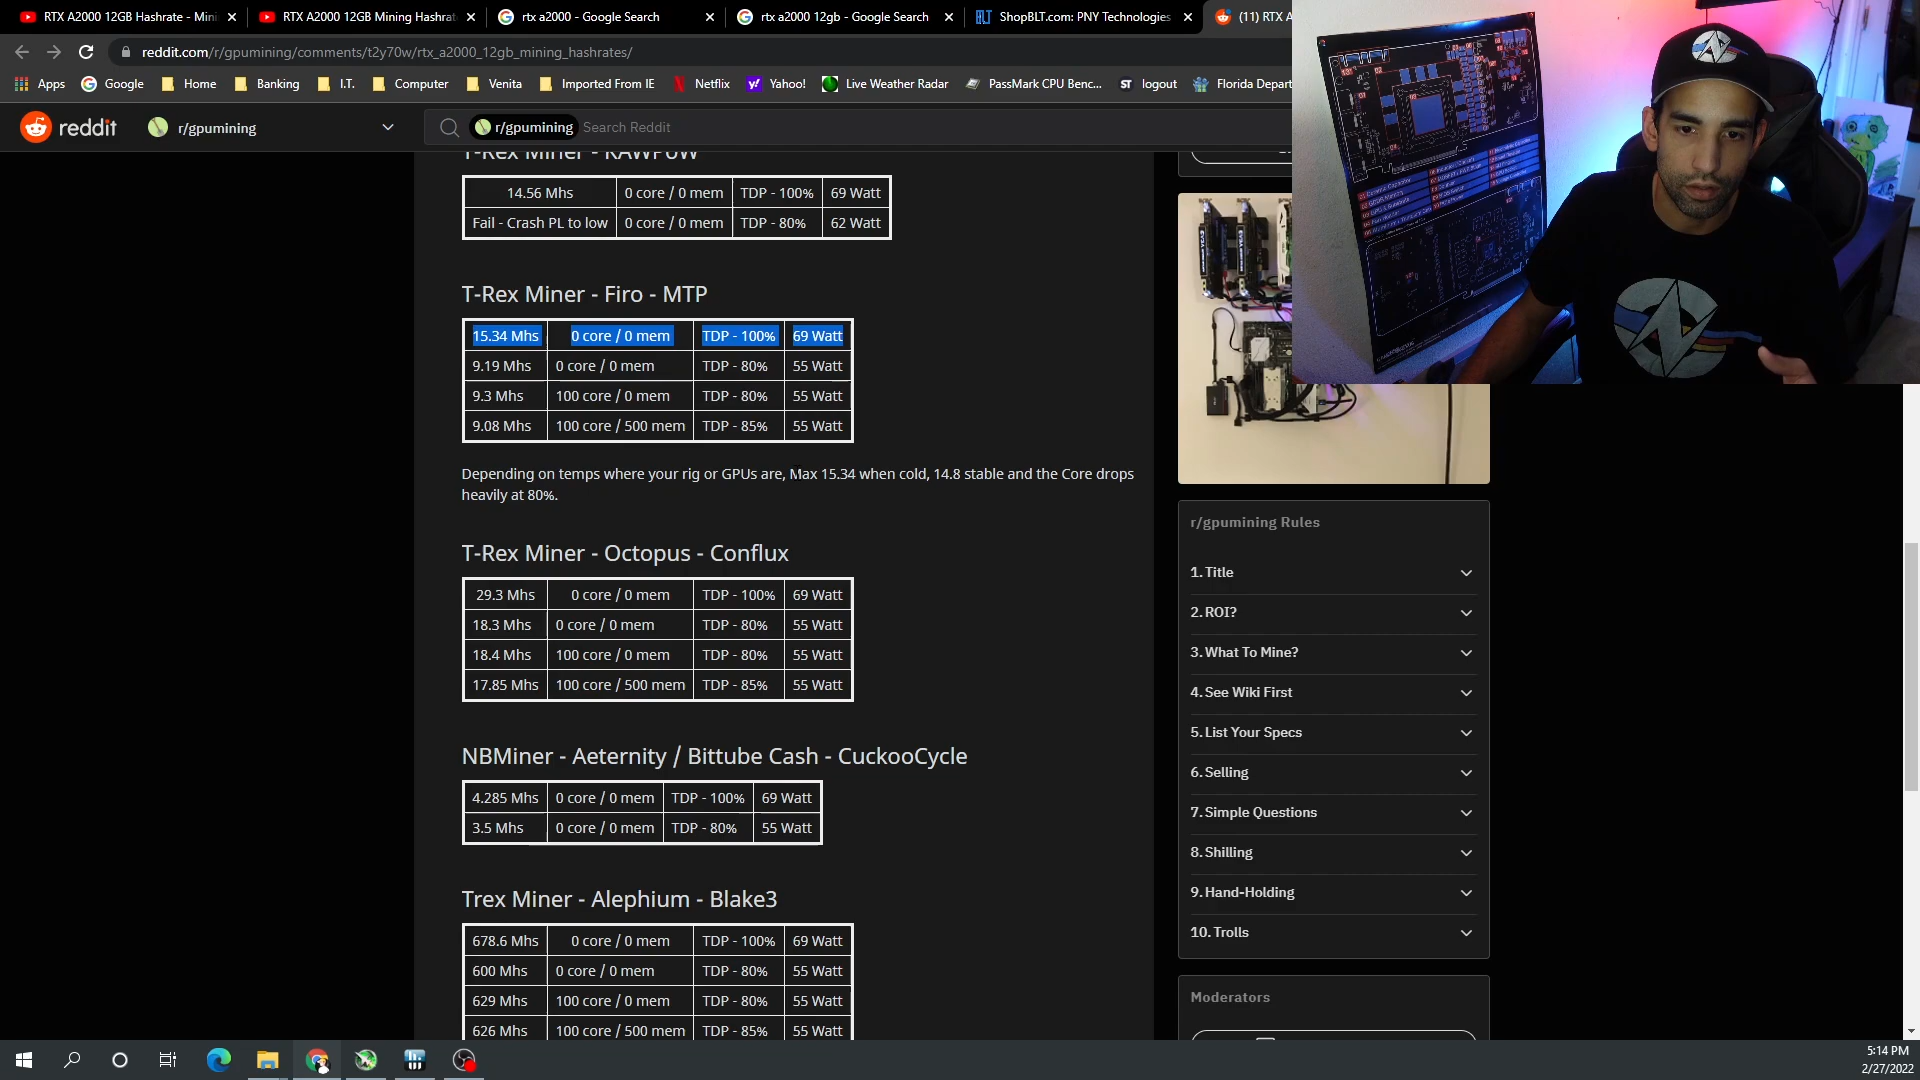 RTX A2000 12GB Hashrate - Mini
RTX A2000 12GB Mining Hashrat
rtx a2000 - Google Search
rtx a2000 12gb - Google Search
ShopBLT.com: PNY Technologies
(11) RTX A
reddit.com/r/gpumining/comments/t2y70w/rtx_a2000_12gb_mining_hashrates/
Apps Google Home Banking I.T. Computer Venita Imported From IE Netflix Yahoo! Live Weather Radar PassMark CPU Benc... logout Florida Depart
reddit r/gpumining r/gpumining Search Reddit
T-Rex Miner - KAWPOW
14.56 Mhs 0 core / 0 mem TDP - 100% 69 Watt
Fail - Crash PL to low 0 core / 0 mem TDP - 80% 62 Watt
T-Rex Miner - Firo - MTP
15.34 Mhs 0 core / 0 mem TDP - 100% 69 Watt
9.19 Mhs 0 core / 0 mem TDP - 80% 55 Watt
9.3 Mhs 100 core / 0 mem TDP - 80% 55 Watt
9.08 Mhs 100 core / 500 mem TDP - 85% 55 Watt
Depending on temps where your rig or GPUs are, Max 15.34 when cold, 14.8 stable and the Core drops
heavily at 80%.
T-Rex Miner - Octopus - Conflux
29.3 Mhs 0 core / 0 mem TDP - 100% 69 Watt
18.3 Mhs 0 core / 0 mem TDP - 80% 55 Watt
18.4 Mhs 100 core / 0 mem TDP - 80% 55 Watt
17.85 Mhs 100 core / 500 mem TDP - 85% 55 Watt
NBMiner - Aeternity / Bittube Cash - CuckooCycle
4.285 Mhs 0 core / 0 mem TDP - 100% 69 Watt
3.5 Mhs 0 core / 0 mem TDP - 80% 55 Watt
Trex Miner - Alephium - Blake3
678.6 Mhs 0 core / 0 mem TDP - 100% 69 Watt
600 Mhs 0 core / 0 mem TDP - 80% 55 Watt
629 Mhs 100 core / 0 mem TDP - 80% 55 Watt
626 Mhs 100 core / 500 mem TDP - 85% 55 Watt
r/gpumining Rules
1. Title
2. ROI?
3. What To Mine?
4. See Wiki First
5. List Your Specs
6. Selling
7. Simple Questions
8. Shilling
9. Hand-Holding
10. Trolls
Moderators
5:14 PM
2/27/2022